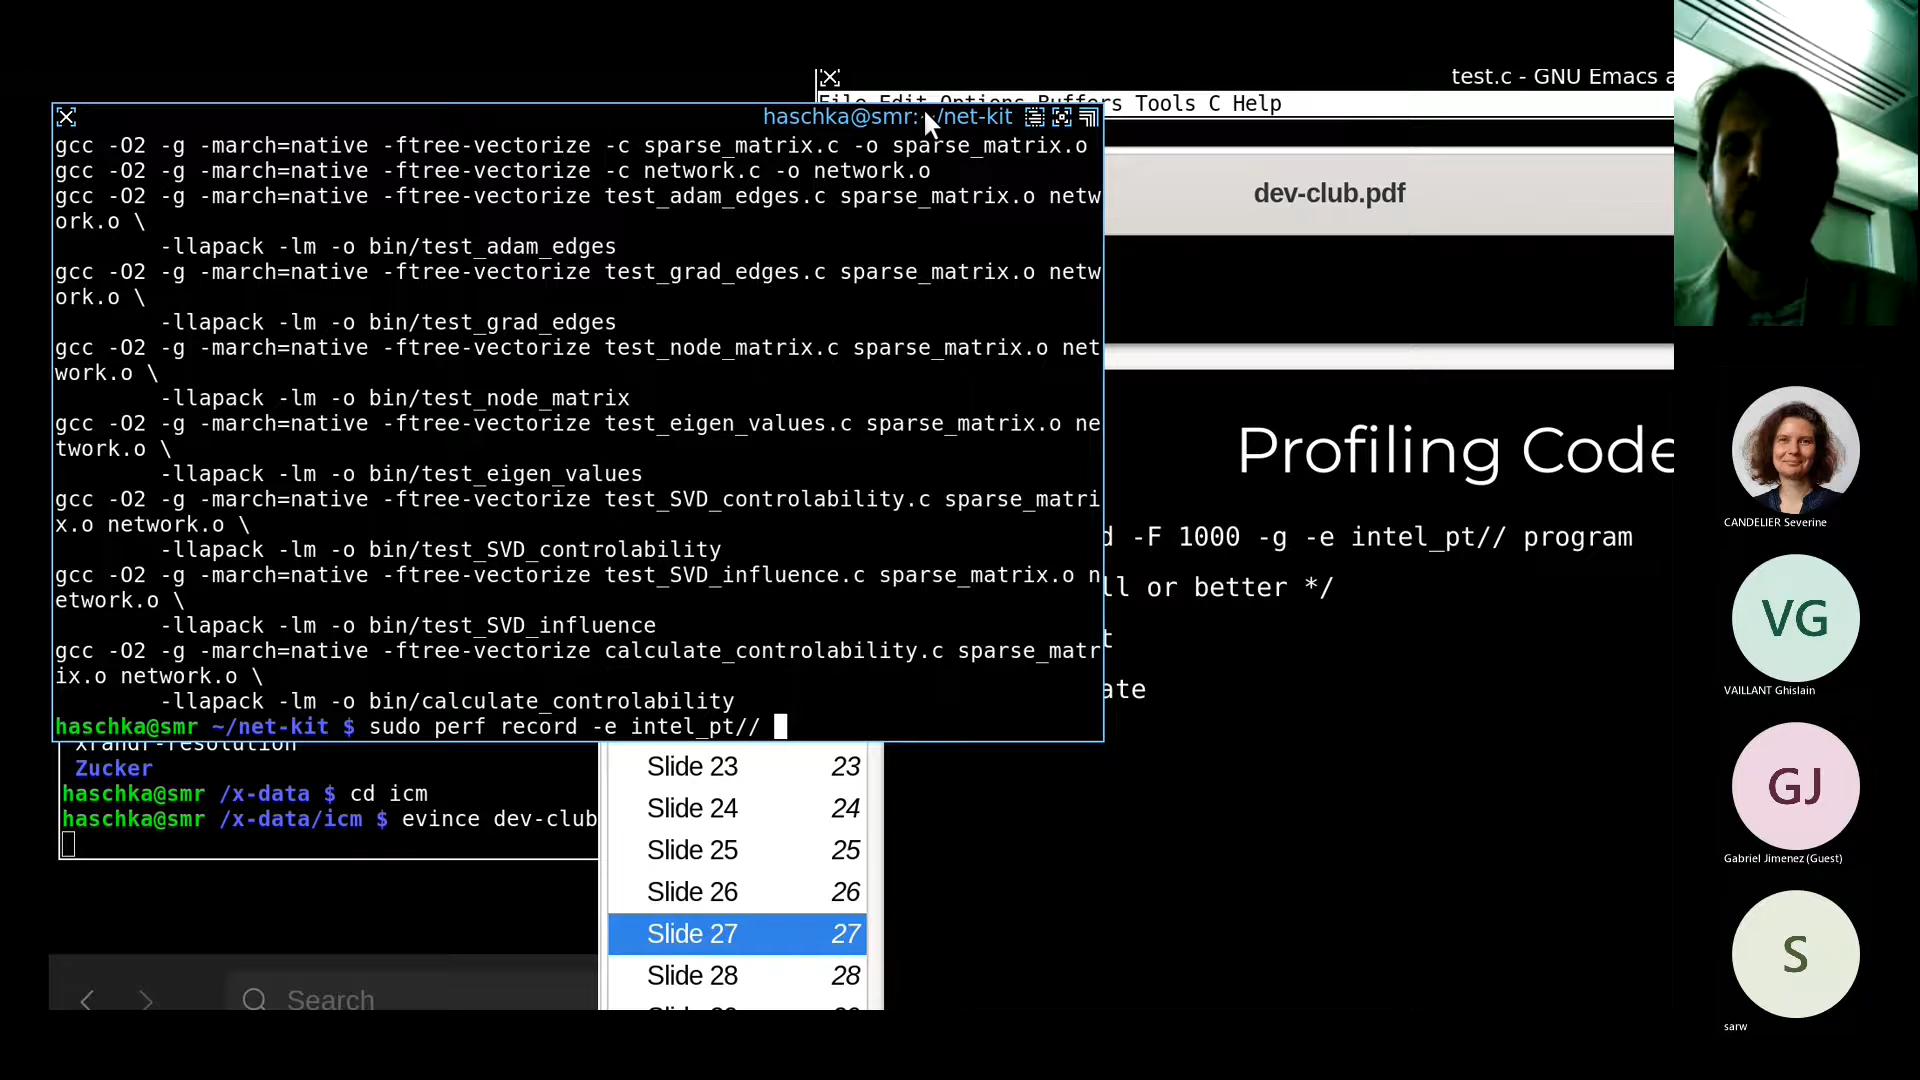 test.c - GNU Emacs a
File Edit Options Buffers Tools C Help
haschka@smr:~/net-kit
gcc -O2 -g -march=native -ftree-vectorize -c sparse_matrix.c -o sparse_matrix.o
gcc -O2 -g -march=native -ftree-vectorize -c network.c -o network.o
gcc -O2 -g -march=native -ftree-vectorize test_adam_edges.c sparse_matrix.o netw
ork.o \
-llapack -lm -o bin/test_adam_edges
gcc -O2 -g -march=native -ftree-vectorize test_grad_edges.c sparse_matrix.o netw
ork.o \
-llapack -lm -o bin/test_grad_edges
gcc -O2 -g -march=native -ftree-vectorize test_node_matrix.c sparse_matrix.o net
work.o \
-llapack -lm -o bin/test_node_matrix
gcc -O2 -g -march=native -ftree-vectorize test_eigen_values.c sparse_matrix.o ne
twork.o \
-llapack -lm -o bin/test_eigen_values
gcc -O2 -g -march=native -ftree-vectorize test_SVD_controlability.c sparse_matri
x.o network.o \
-llapack -lm -o bin/test_SVD_controlability
gcc -O2 -g -march=native -ftree-vectorize test_SVD_influence.c sparse_matrix.o n
etwork.o \
-llapack -lm -o bin/test_SVD_influence
gcc -O2 -g -march=native -ftree-vectorize calculate_controlability.c sparse_matr
ix.o network.o \
-llapack -lm -o bin/calculate_controlability
haschka@smr ~/net-kit $ sudo perf record -e intel_pt//
xrandr-resolution
Zucker
haschka@smr /x-data $ cd icm
haschka@smr /x-data/icm $ evince dev-club
Search
Slide 23 23
Slide 24 24
Slide 25 25
Slide 26 26
Slide 27 27
Slide 28 28
dev-club.pdf
Profiling Code
d -F 1000 -g -e intel_pt// program
ll or better */
t
ate
CANDELIER Severine
VG
VAILLANT Ghislain
GJ
Gabriel Jimenez (Guest)
S
sarw